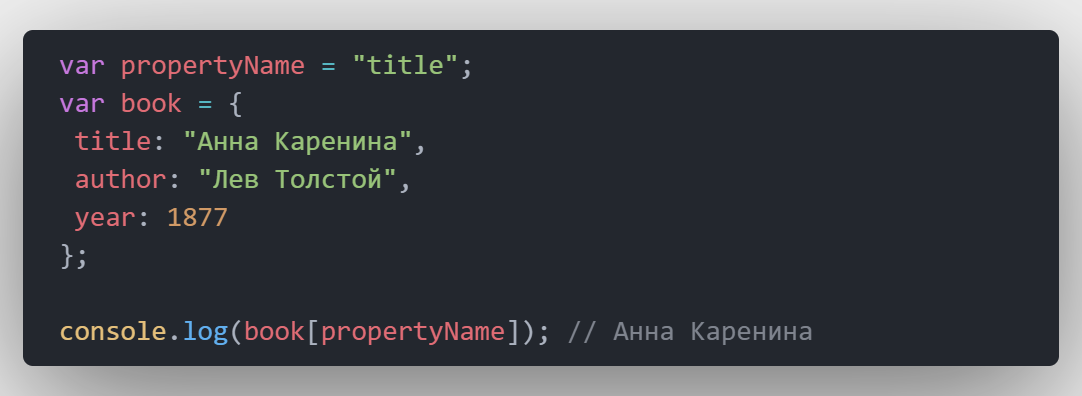 var propertyName = "title";
var book = {
 title: "Анна Каренина",
 author: "Лев Толстой",
 year: 1877
};

console.log(book[propertyName]); // Анна Каренина